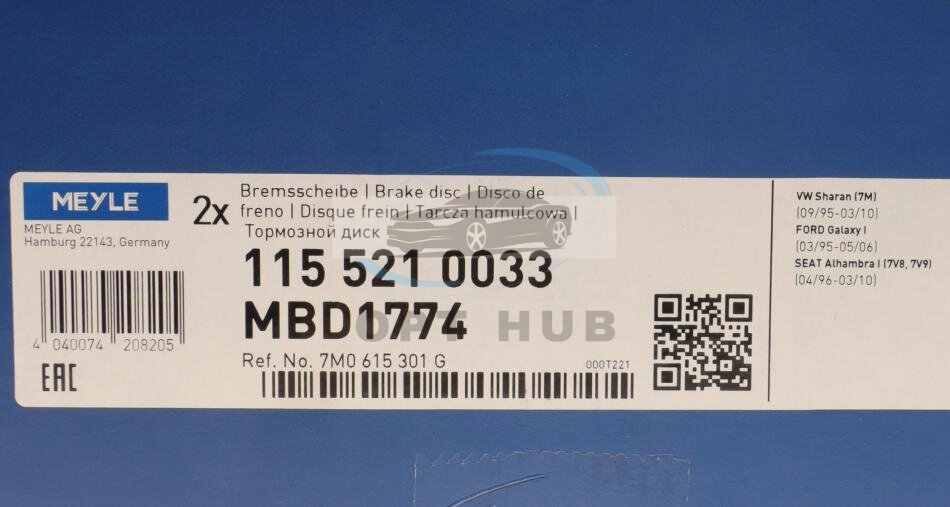 MEYLE
MEYLE AG
Hamburg 22143, Germany
4 040074 208205
EAC
2x
Bremsscheibe | Brake disc | Disco de
freno | Disque frein | Tarcza hamulcowa |
Тормозной диск
115 521 0033
MBD1774
OPT HUB
Ref. No. 7M0 615 301 G
000T221
VW Sharan (7M)
(09/95-03/10)
FORD Galaxy I
(03/95-05/06)
SEAT Alhambra I (7V8, 7V9)
(04/96-03/10)